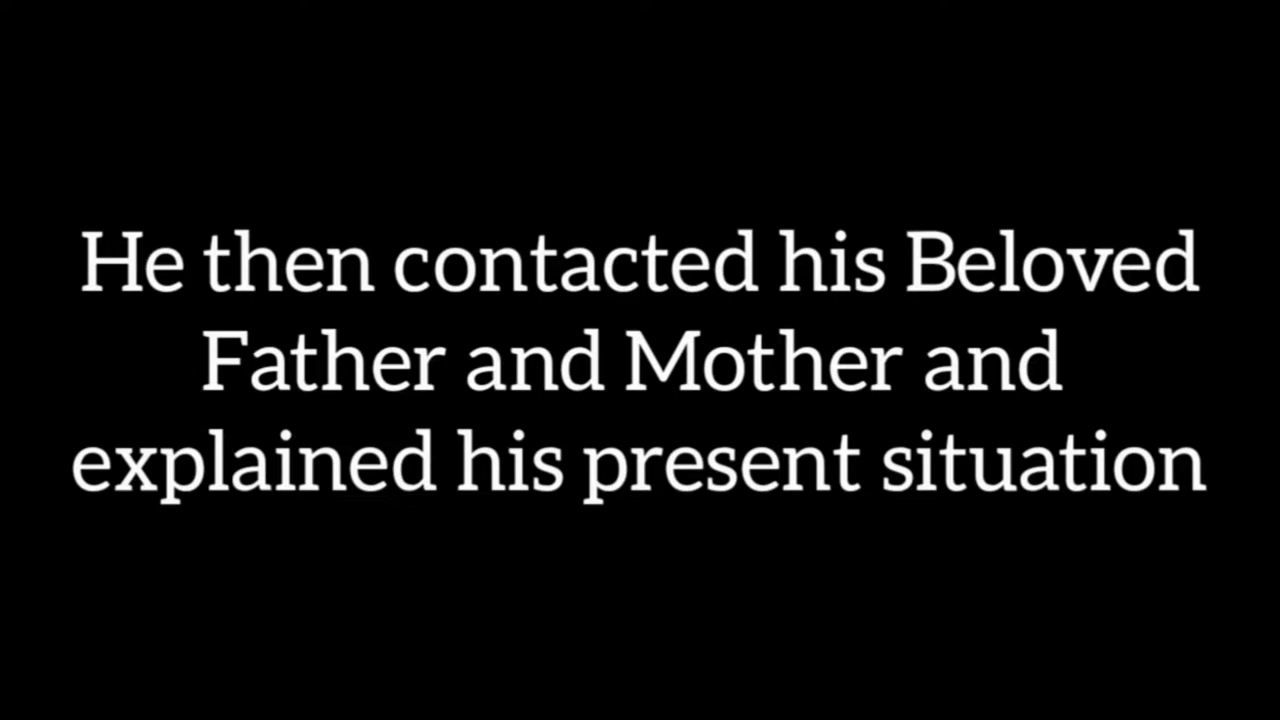 He then contacted his Beloved
Father and Mother and
explained his present situation